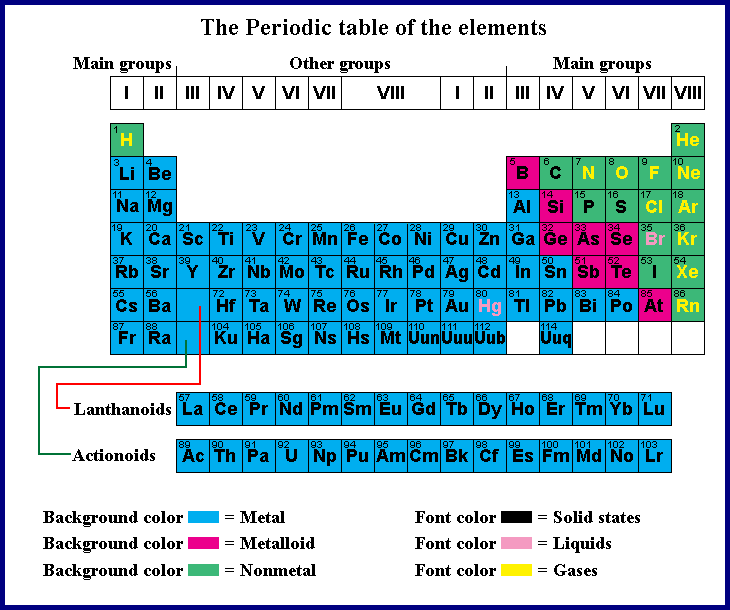 The Periodic table of the elements
Main groups Other groups Main groups
I II III IV V VI VII VIII I II III IV V VI VII VIII
1 H 2 He
3 Li 4 Be 5 B 6 C 7 N 8 O 9 F 10 Ne
11 Na 12 Mg 13 Al 14 Si 15 P 16 S 17 Cl 18 Ar
19 K 20 Ca 21 Sc 22 Ti 23 V 24 Cr 25 Mn 26 Fe 27 Co 28 Ni 29 Cu 30 Zn 31 Ga 32 Ge 33 As 34 Se 35 Br 36 Kr
37 Rb 38 Sr 39 Y 40 Zr 41 Nb 42 Mo 43 Tc 44 Ru 45 Rh 46 Pd 47 Ag 48 Cd 49 In 50 Sn 51 Sb 52 Te 53 I 54 Xe
55 Cs 56 Ba 72 Hf 73 Ta 74 W 75 Re 76 Os 77 Ir 78 Pt 79 Au 80 Hg 81 Tl 82 Pb 83 Bi 84 Po 85 At 86 Rn
87 Fr 88 Ra 104 Ku 105 Ha 106 Sg 107 Ns 108 Hs 109 Mt 110 Uun 111 Uuu 112 Uub 114 Uuq
Lanthanoids 57 La 58 Ce 59 Pr 60 Nd 61 Pm 62 Sm 63 Eu 64 Gd 65 Tb 66 Dy 67 Ho 68 Er 69 Tm 70 Yb 71 Lu
Actionoids 89 Ac 90 Th 91 Pa 92 U 93 Np 94 Pu 95 Am 96 Cm 97 Bk 98 Cf 99 Es 100 Fm 101 Md 102 No 103 Lr
Background color = Metal Font color = Solid states
Background color = Metalloid Font color = Liquids
Background color = Nonmetal Font color = Gases